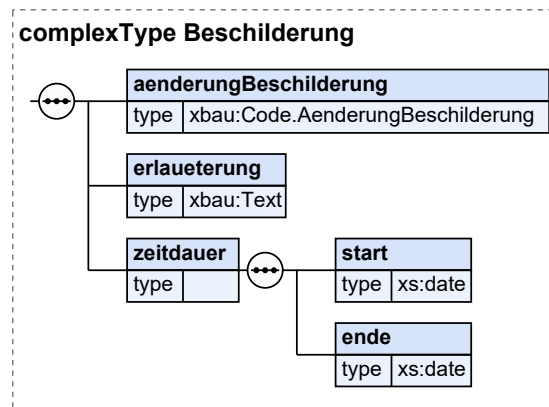 complexType Beschilderung
aenderungBeschilderung
type xbau:Code.AenderungBeschilderung
erlaueterung
type xbau:Text
zeitdauer
type
start
type xs:date
ende
type xs:date